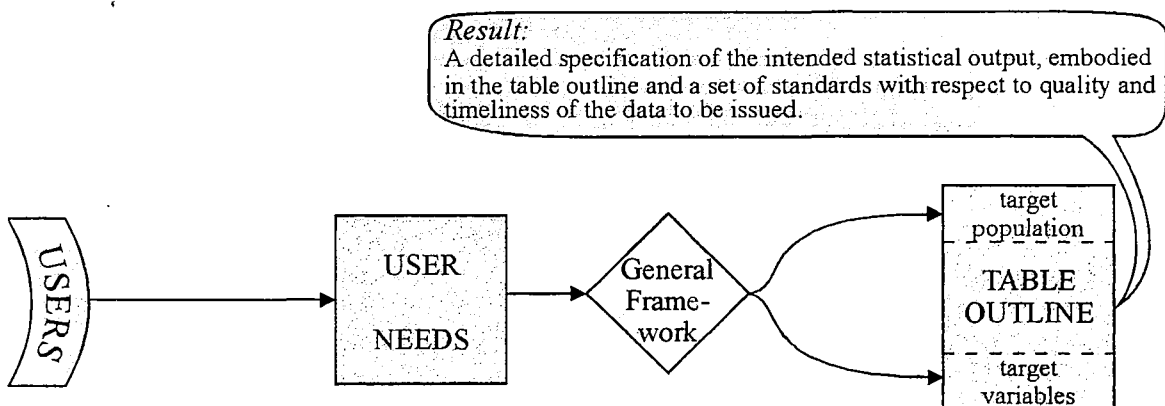 Result:
A detailed specification of the intended statistical output, embodied
in the table outline and a set of standards with respect to quality and
timeliness of the data to be issued.
USERS
USER
NEEDS
General
Frame-
work
target
population
TABLE
OUTLINE
target
variables